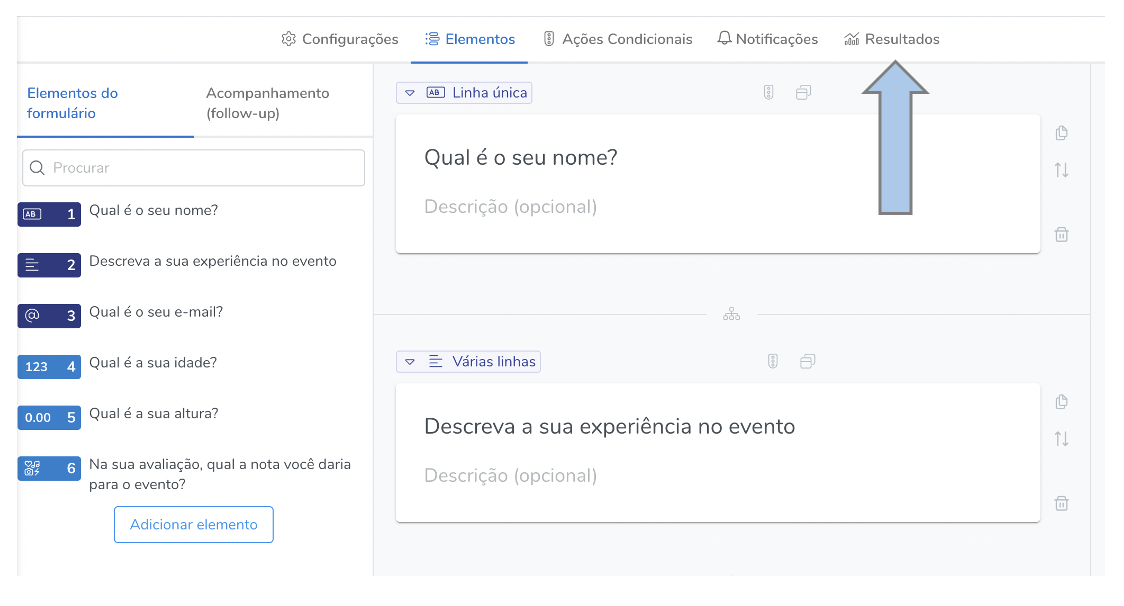 Configurações
Elementos
Ações Condicionais
Notificações
Resultados
Elementos do
formulário
Acompanhamento
(follow-up)
Procurar
AB 1 Qual é o seu nome?
2 Descreva a sua experiência no evento
@ 3 Qual é o seu e-mail?
123 4 Qual é a sua idade?
0.00 5 Qual é a sua altura?
6 Na sua avaliação, qual a nota você daria
para o evento?
Adicionar elemento
AB Linha única
Qual é o seu nome?
Descrição (opcional)
Várias linhas
Descreva a sua experiência no evento
Descrição (opcional)